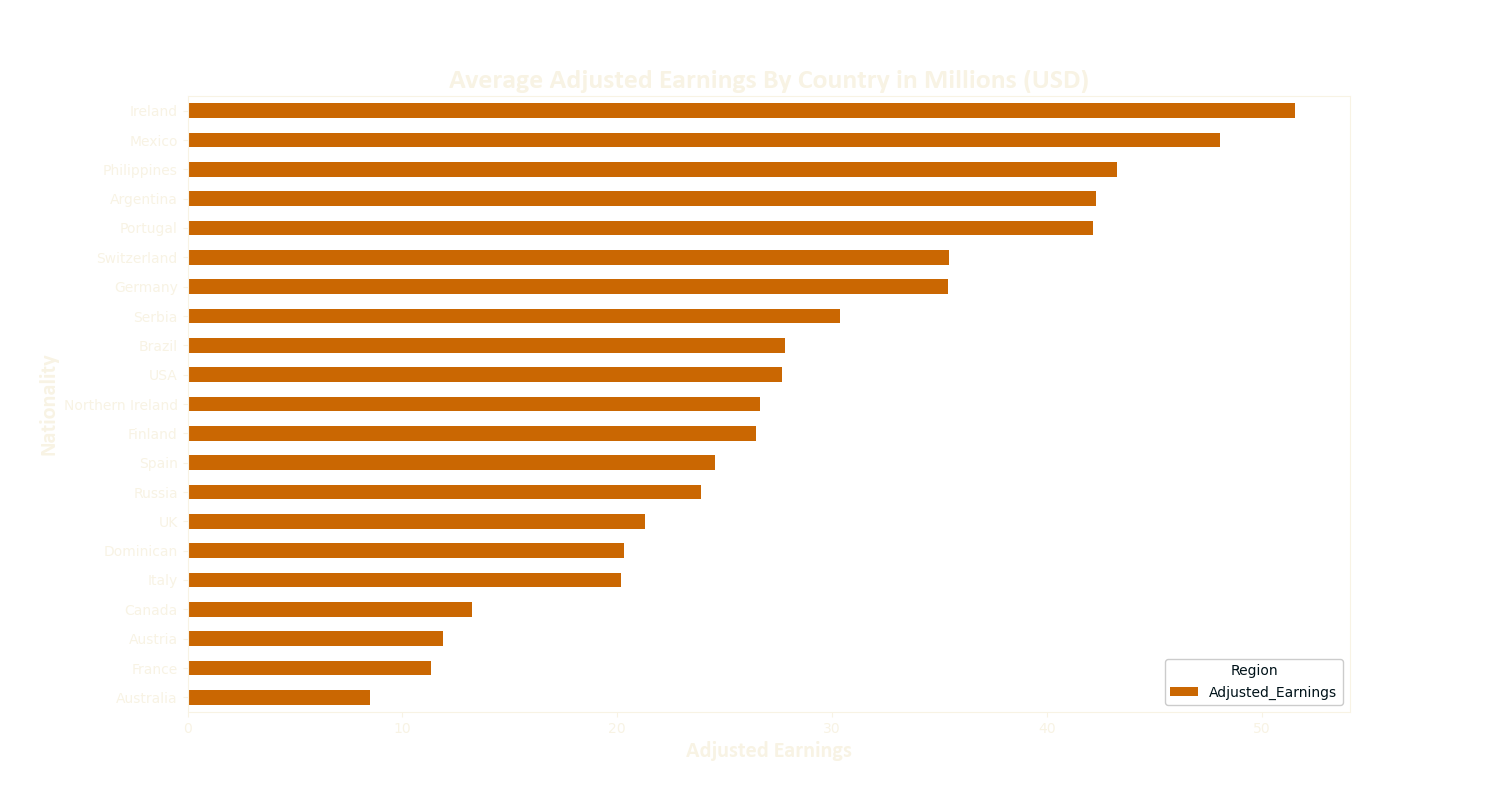 Average Adjusted Earnings By Country in Millions (USD)
Nationality
Ireland
Mexico
Philippines
Argentina
Portugal
Switzerland
Germany
Serbia
Brazil
USA
Northern Ireland
Finland
Spain
Russia
UK
Dominican
Italy
Canada
Austria
France
Australia
Region
Adjusted_Earnings
0 10 20 30 40 50
Adjusted Earnings